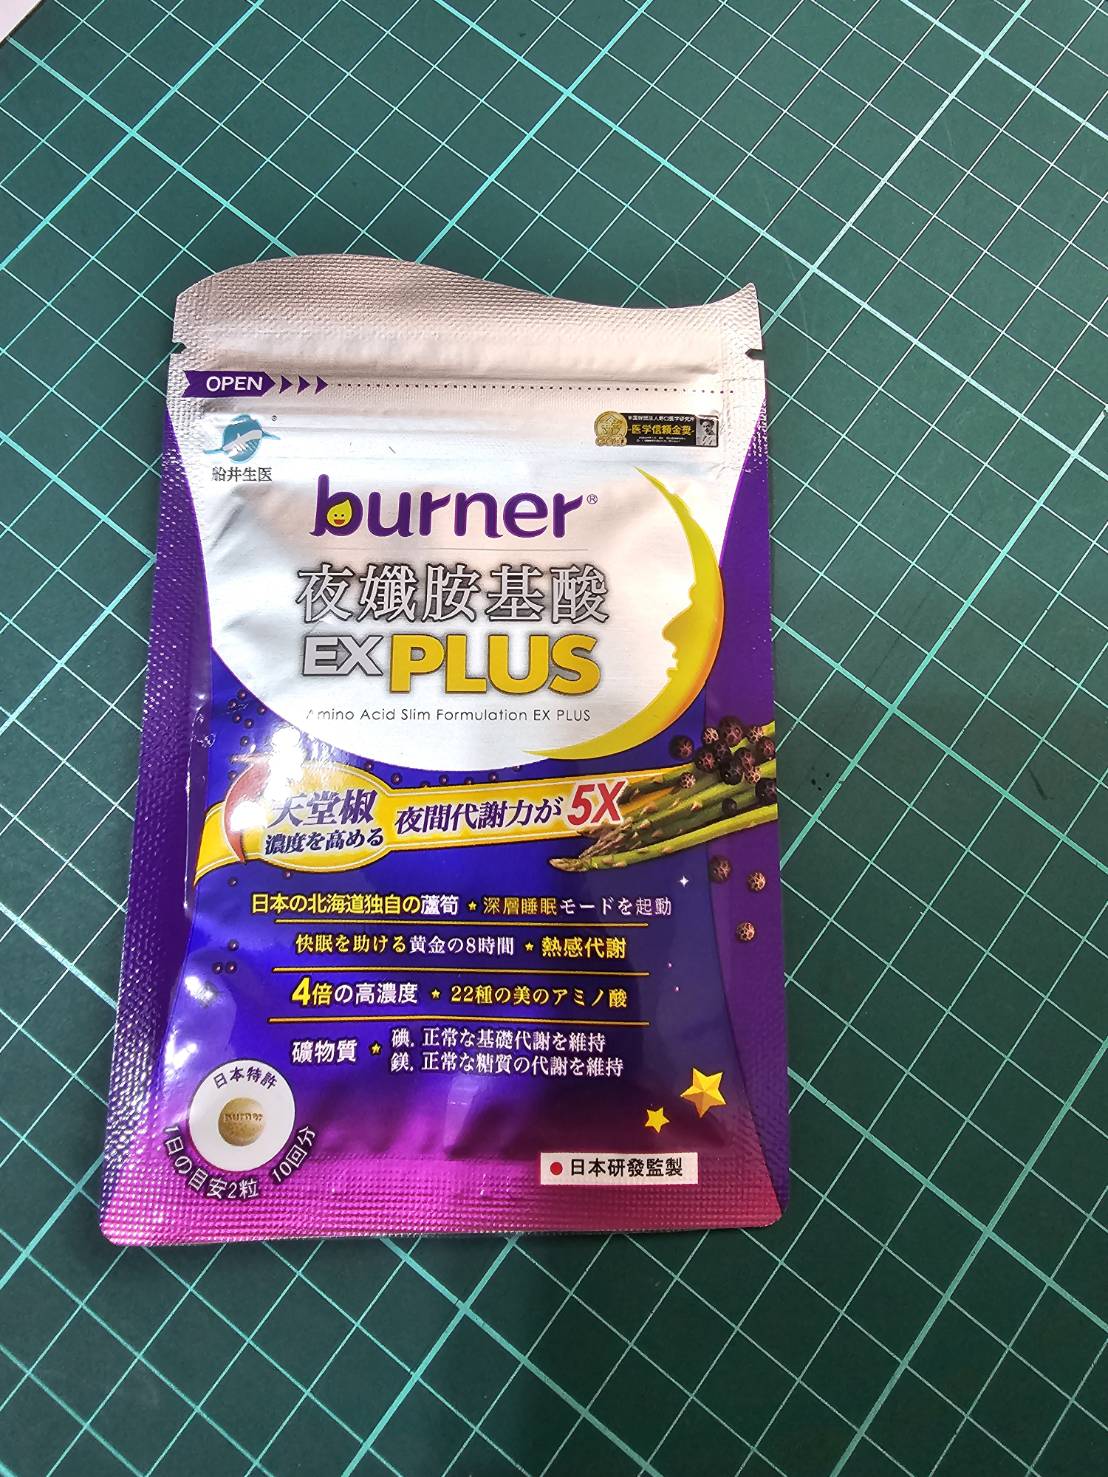 OPEN
船井生医
医学信頼金奨
burner®
夜孅胺基酸
EX PLUS
Amino Acid Slim Formulation EX PLUS
天堂椒
濃度を高める
夜間代謝力が5X
日本の北海道独自の蘆筍 ★ 深層睡眠モードを起動
快眠を助ける黄金の8時間 ★ 熱感代謝
4倍の高濃度 ★ 22種の美のアミノ酸
礦物質 ★ 碘. 正常な基礎代謝を維持
鎂. 正常な糖質の代謝を維持
日本特許
burner
1日の目安2粒 10回分
日本研發監製